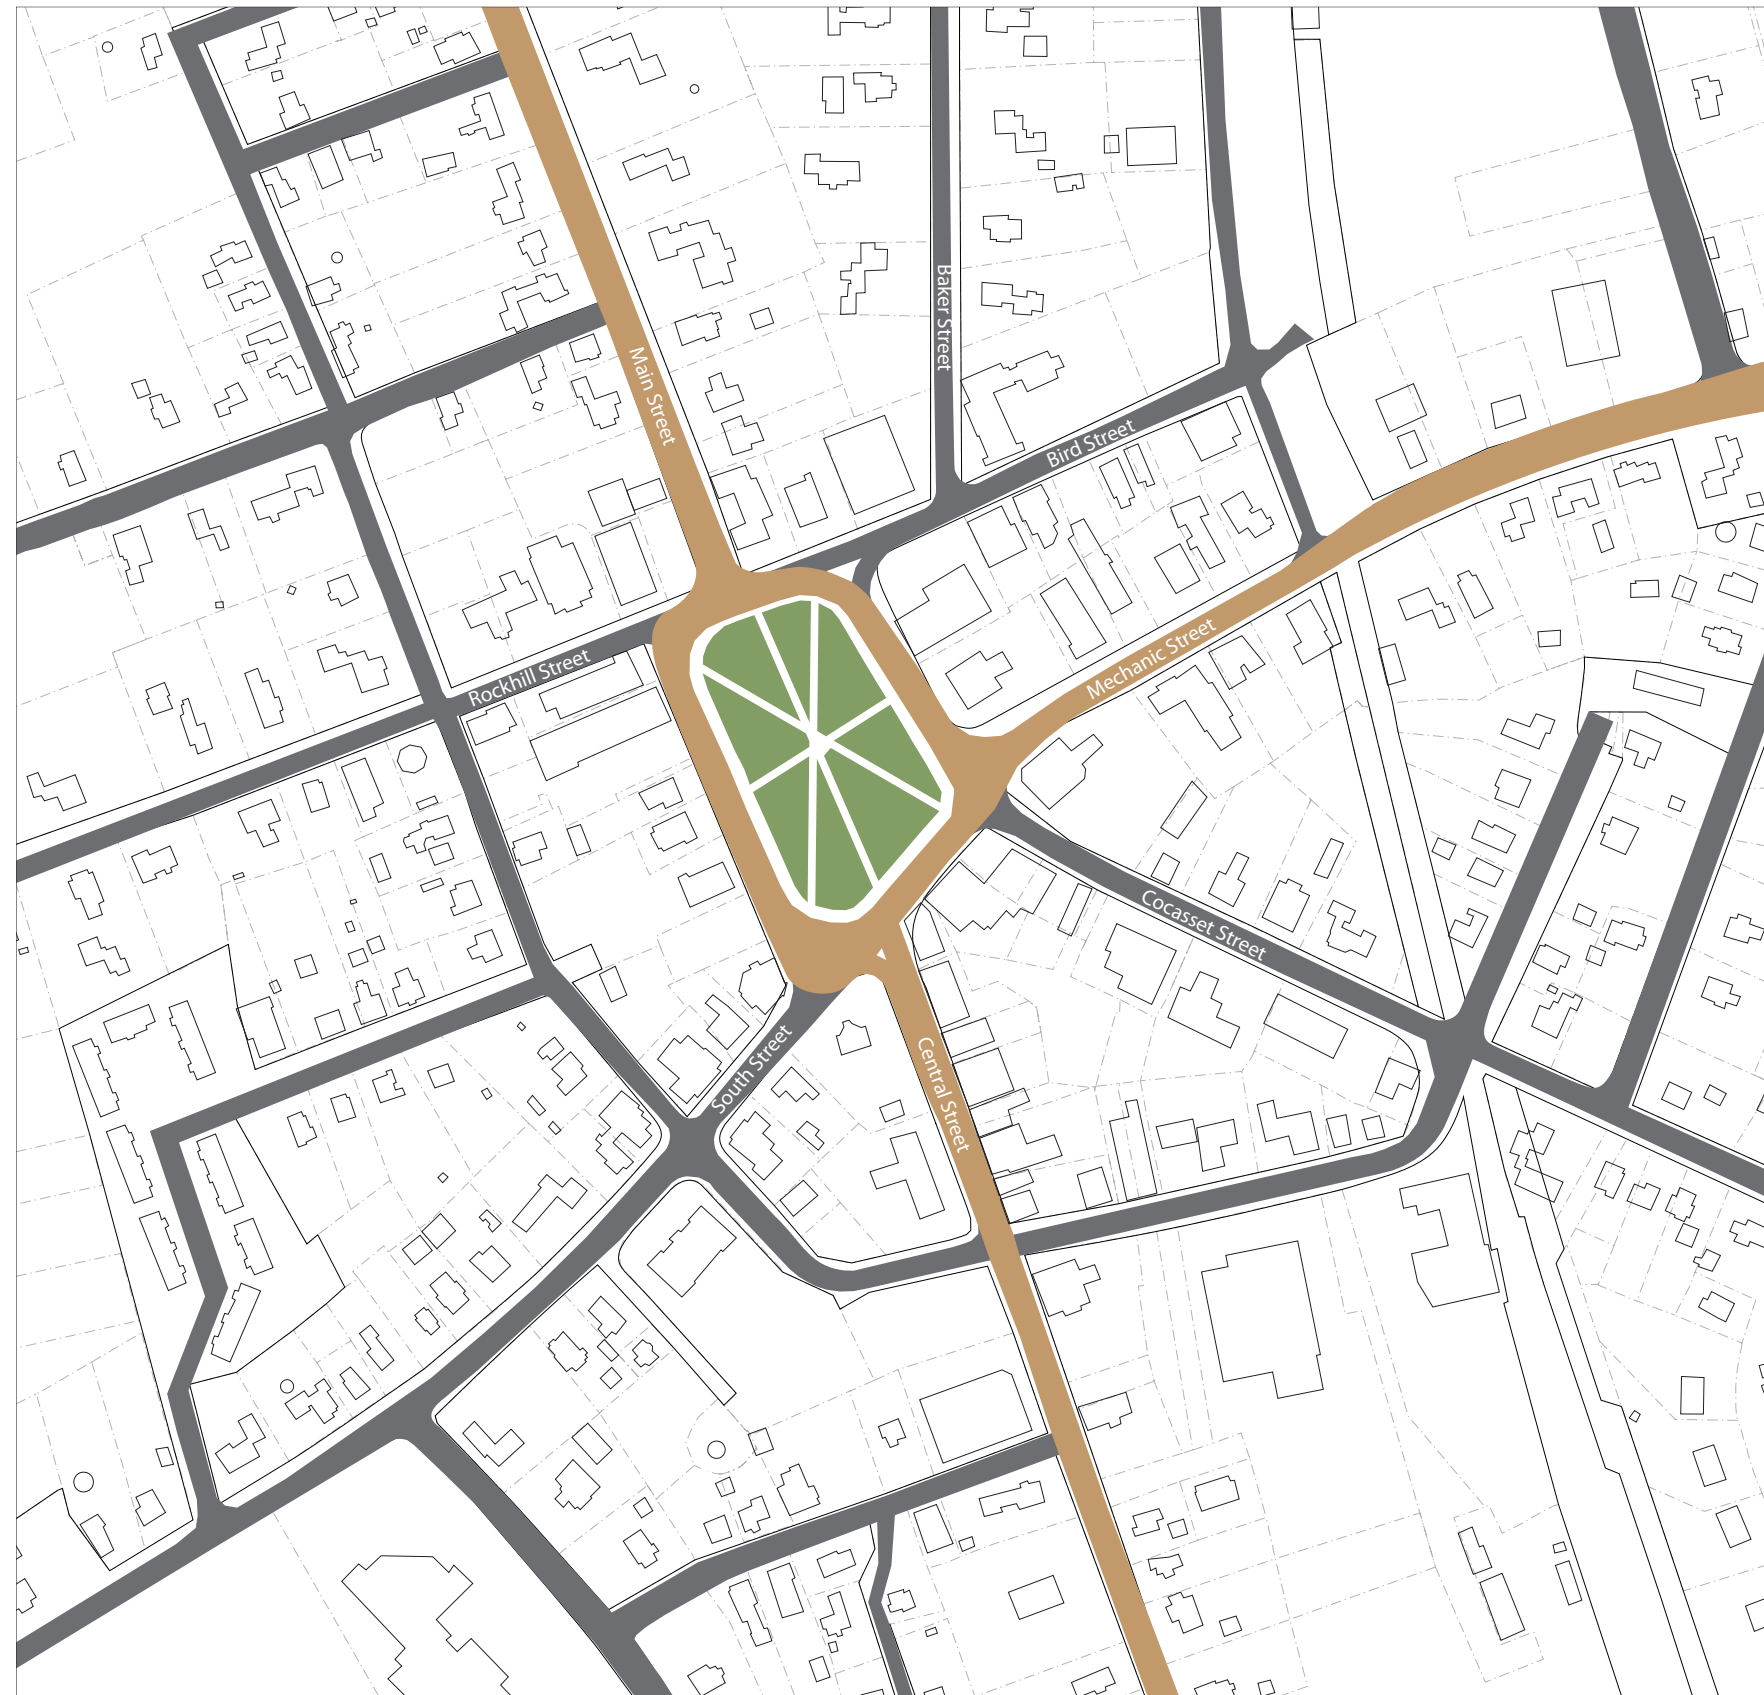 Baker Street
Main Street
Bird Street
Mechanic Street
Rockhill Street
Cocasset Street
South Street
Central Street